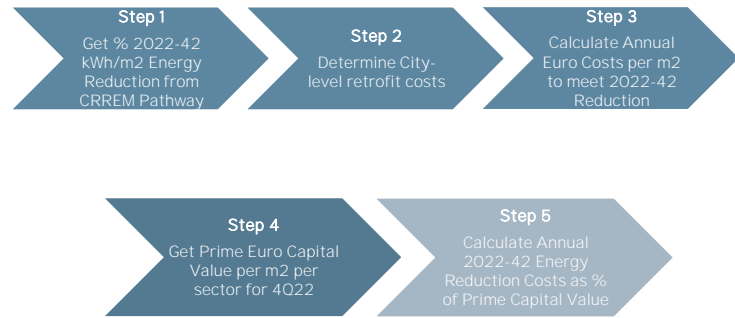 Step 1
Get % 2022-42
kWh/m2 Energy
Reduction from
CRREM Pathway
Step 2
Determine City-
level retrofit costs
Step 3
Calculate Annual
Euro Costs per m2
to meet 2022-42
Reduction
Step 4
Get Prime Euro Capital
Value per m2 per
sector for 4Q22
Step 5
Calculate Annual
2022-42 Energy
Reduction Costs as %
of Prime Capital Value